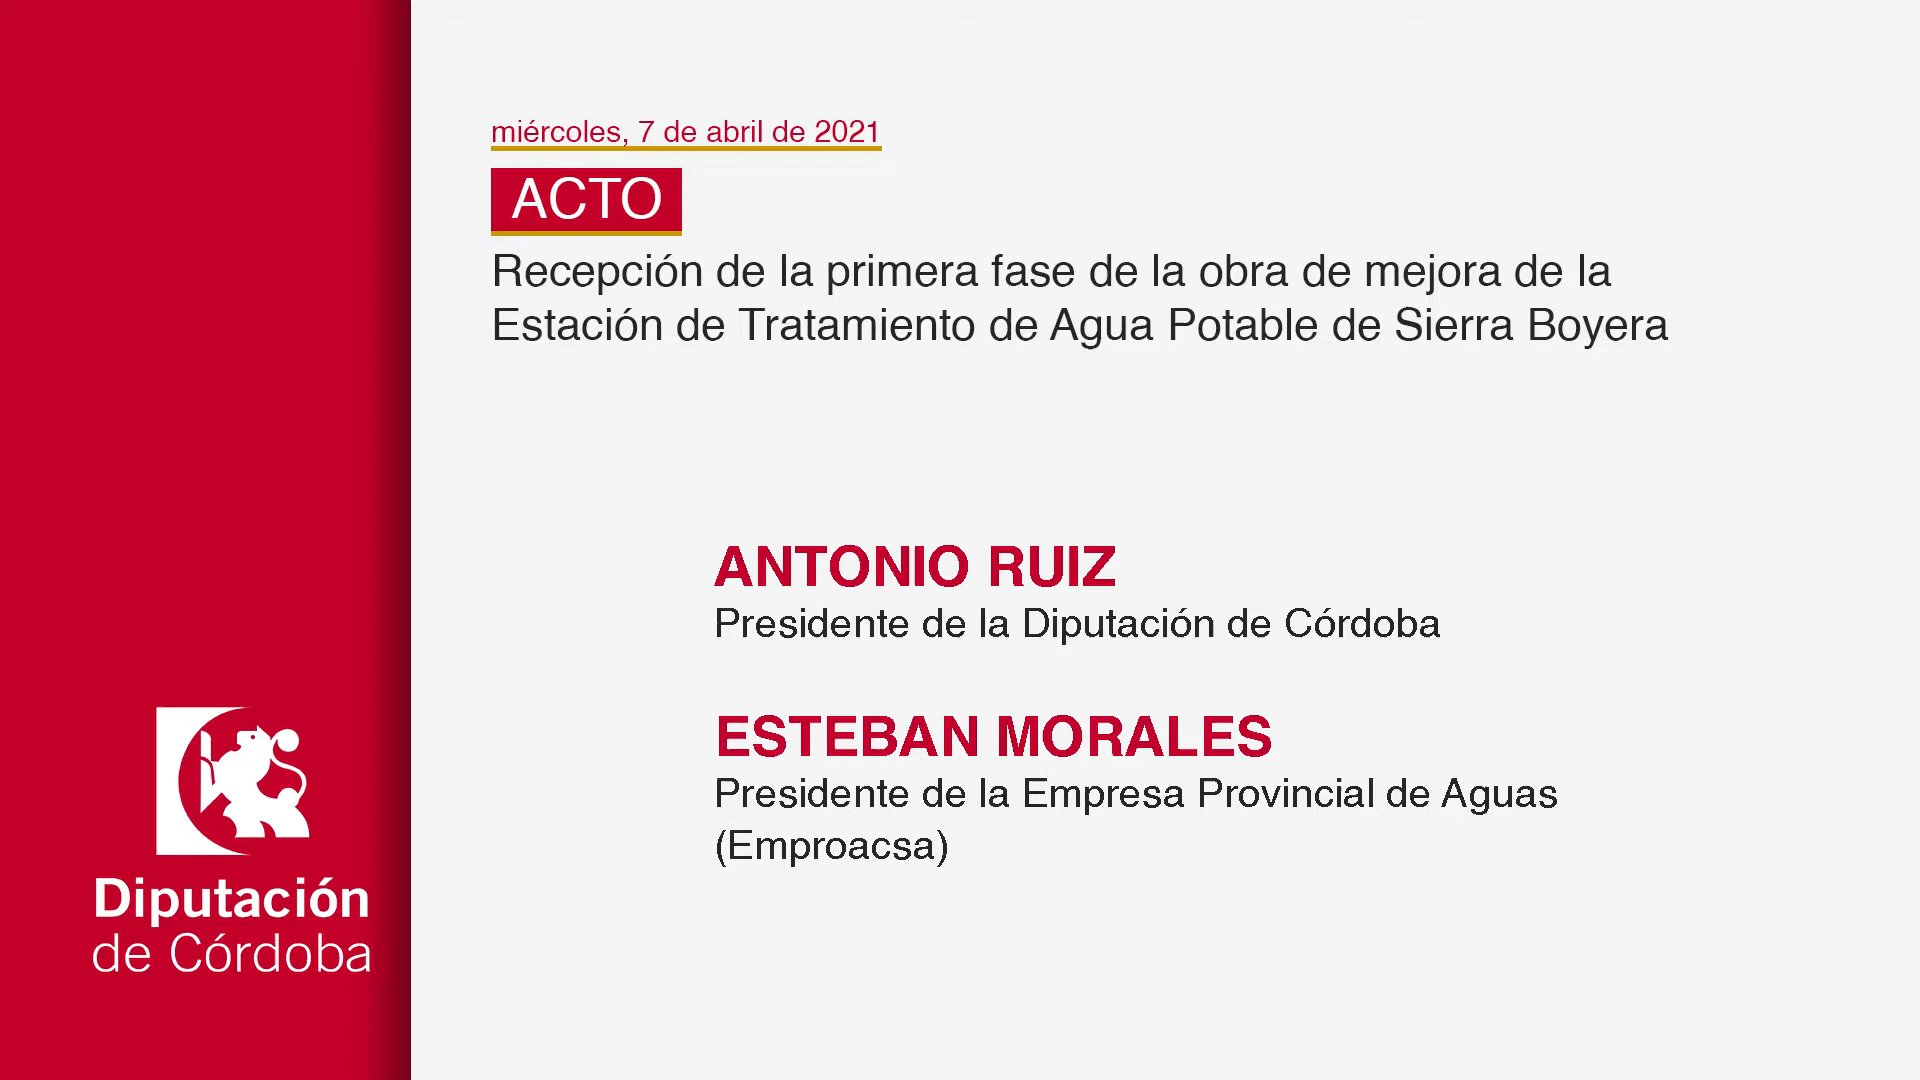 miércoles, 7 de abril de 2021
ACTO
Recepción de la primera fase de la obra de mejora de la
Estación de Tratamiento de Agua Potable de Sierra Boyera
ANTONIO RUIZ
Presidente de la Diputación de Córdoba
ESTEBAN MORALES
Presidente de la Empresa Provincial de Aguas
(Emproacsa)
Diputación
de Córdoba